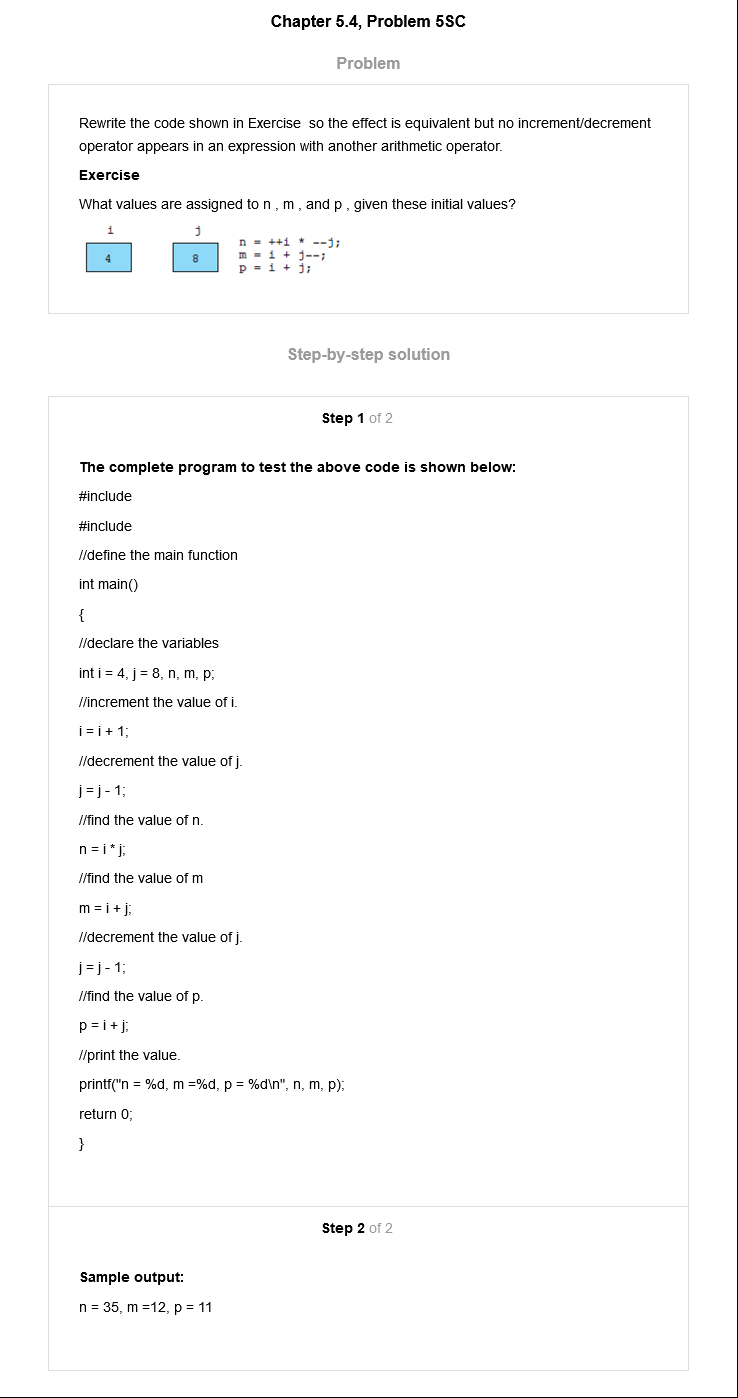 Chapter 5.4, Problem 5SC
Problem
Rewrite the code shown in Exercise  so the effect is equivalent but no increment/decrement
operator appears in an expression with another arithmetic operator.
Exercise
What values are assigned to n , m , and p , given these initial values?
i j
4 8
n = ++i * --j;
m = i + j--;
p = i + j;
Step-by-step solution
Step 1 of 2
The complete program to test the above code is shown below:
#include
#include
//define the main function
int main()
{
//declare the variables
int i = 4, j = 8, n, m, p;
//increment the value of i.
i = i + 1;
//decrement the value of j.
j = j - 1;
//find the value of n.
n = i * j;
//find the value of m
m = i + j;
//decrement the value of j.
j = j - 1;
//find the value of p.
p = i + j;
//print the value.
printf("n = %d, m =%d, p = %d\n", n, m, p);
return 0;
}
Step 2 of 2
Sample output:
n = 35, m =12, p = 11